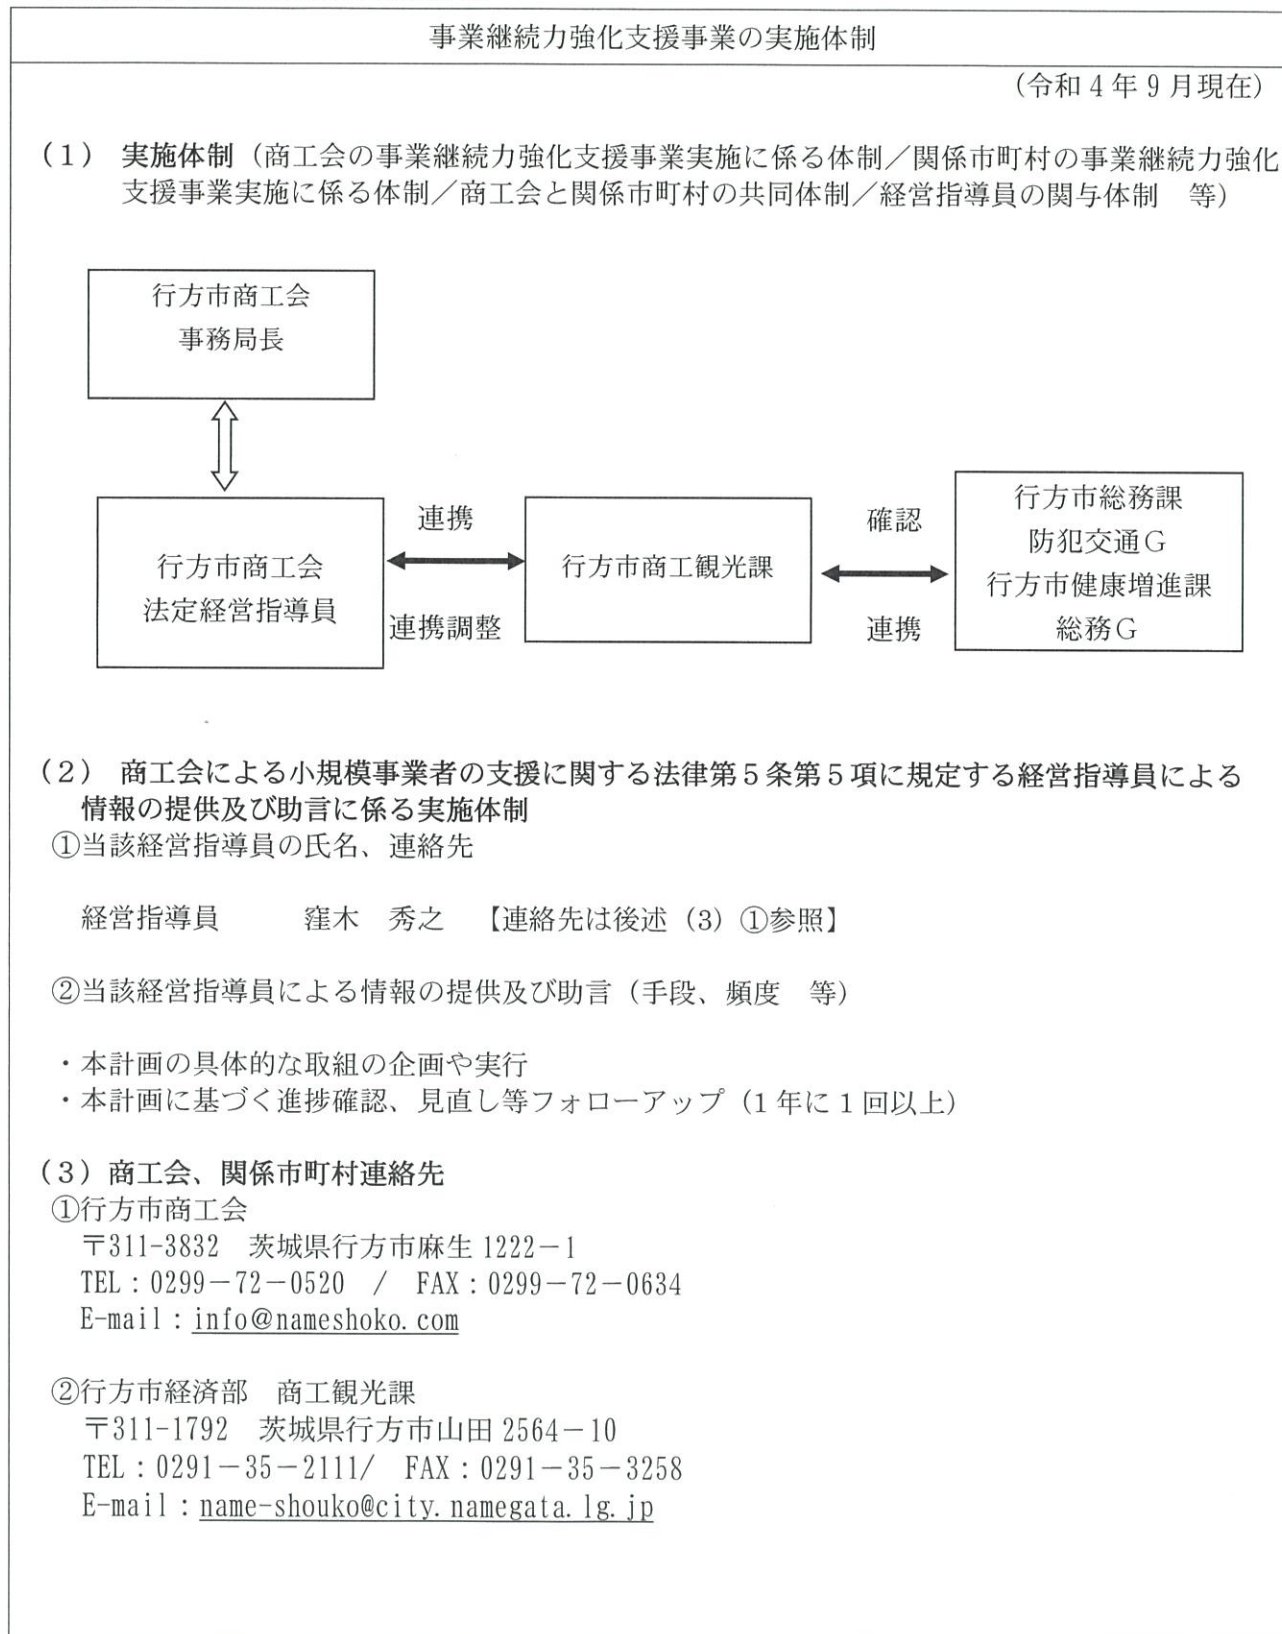 事業継続力強化支援事業の実施体制
（令和４年９月現在）
（１） 実施体制（商工会の事業継続力強化支援事業実施に係る体制／関係市町村の事業継続力強化
支援事業実施に係る体制／商工会と関係市町村の共同体制／経営指導員の関与体制　等）
行方市商工会
事務局長
行方市商工会
法定経営指導員
連携
連携調整
行方市商工観光課
確認
連携
行方市総務課
防犯交通Ｇ
行方市健康増進課
総務Ｇ
（２） 商工会による小規模事業者の支援に関する法律第５条第５項に規定する経営指導員による
情報の提供及び助言に係る実施体制
①当該経営指導員の氏名、連絡先
経営指導員　　窪木　秀之　【連絡先は後述（3）①参照】
②当該経営指導員による情報の提供及び助言（手段、頻度　等）
・本計画の具体的な取組の企画や実行
・本計画に基づく進捗確認、見直し等フォローアップ（1 年に 1 回以上）
（３）商工会、関係市町村連絡先
①行方市商工会
〒311-3832　茨城県行方市麻生 1222－1
TEL：0299－72－0520　/　FAX：0299－72－0634
E-mail：info@nameshoko.com
②行方市経済部　商工観光課
〒311-1792　茨城県行方市山田 2564－10
TEL：0291－35－2111/　FAX：0291－35－3258
E-mail：name-shouko@city.namegata.lg.jp